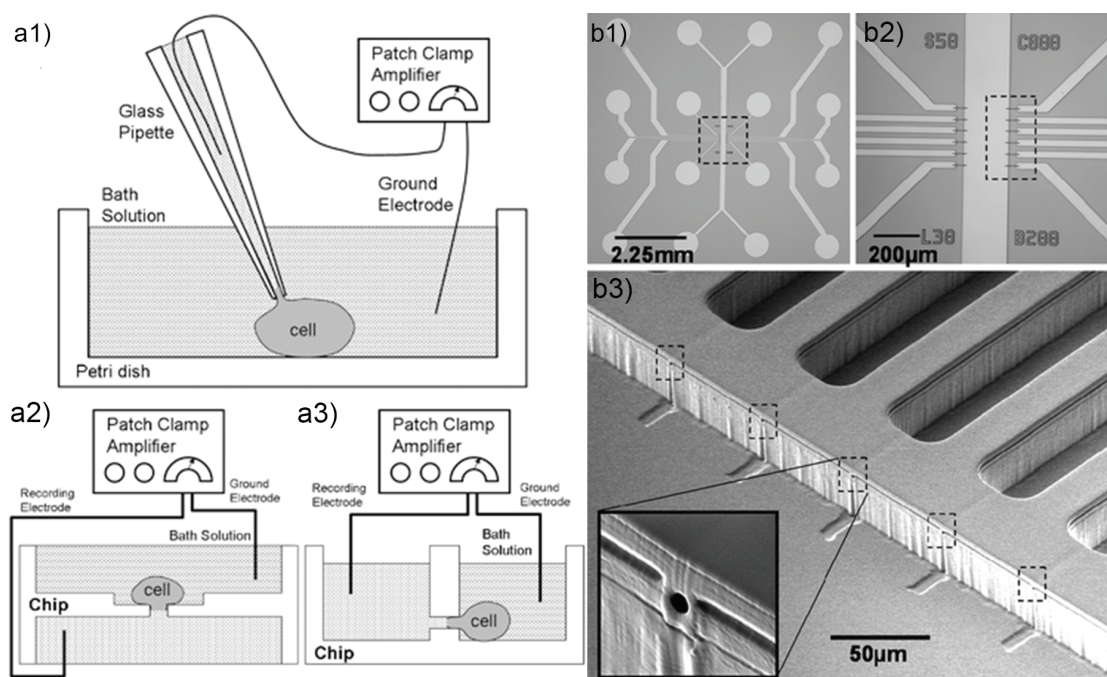 a1)
Patch Clamp
Amplifier
Glass
Pipette
Bath
Solution
Ground
Electrode
cell
Petri dish
a2)
Patch Clamp
Amplifier
Recording
Electrode
Ground
Electrode
Bath Solution
cell
Chip
a3)
Patch Clamp
Amplifier
Recording
Electrode
Ground
Electrode
Bath
Solution
cell
Chip
b1)
2.25mm
b2)
S50
C000
L30
B200
200µm
b3)
50µm